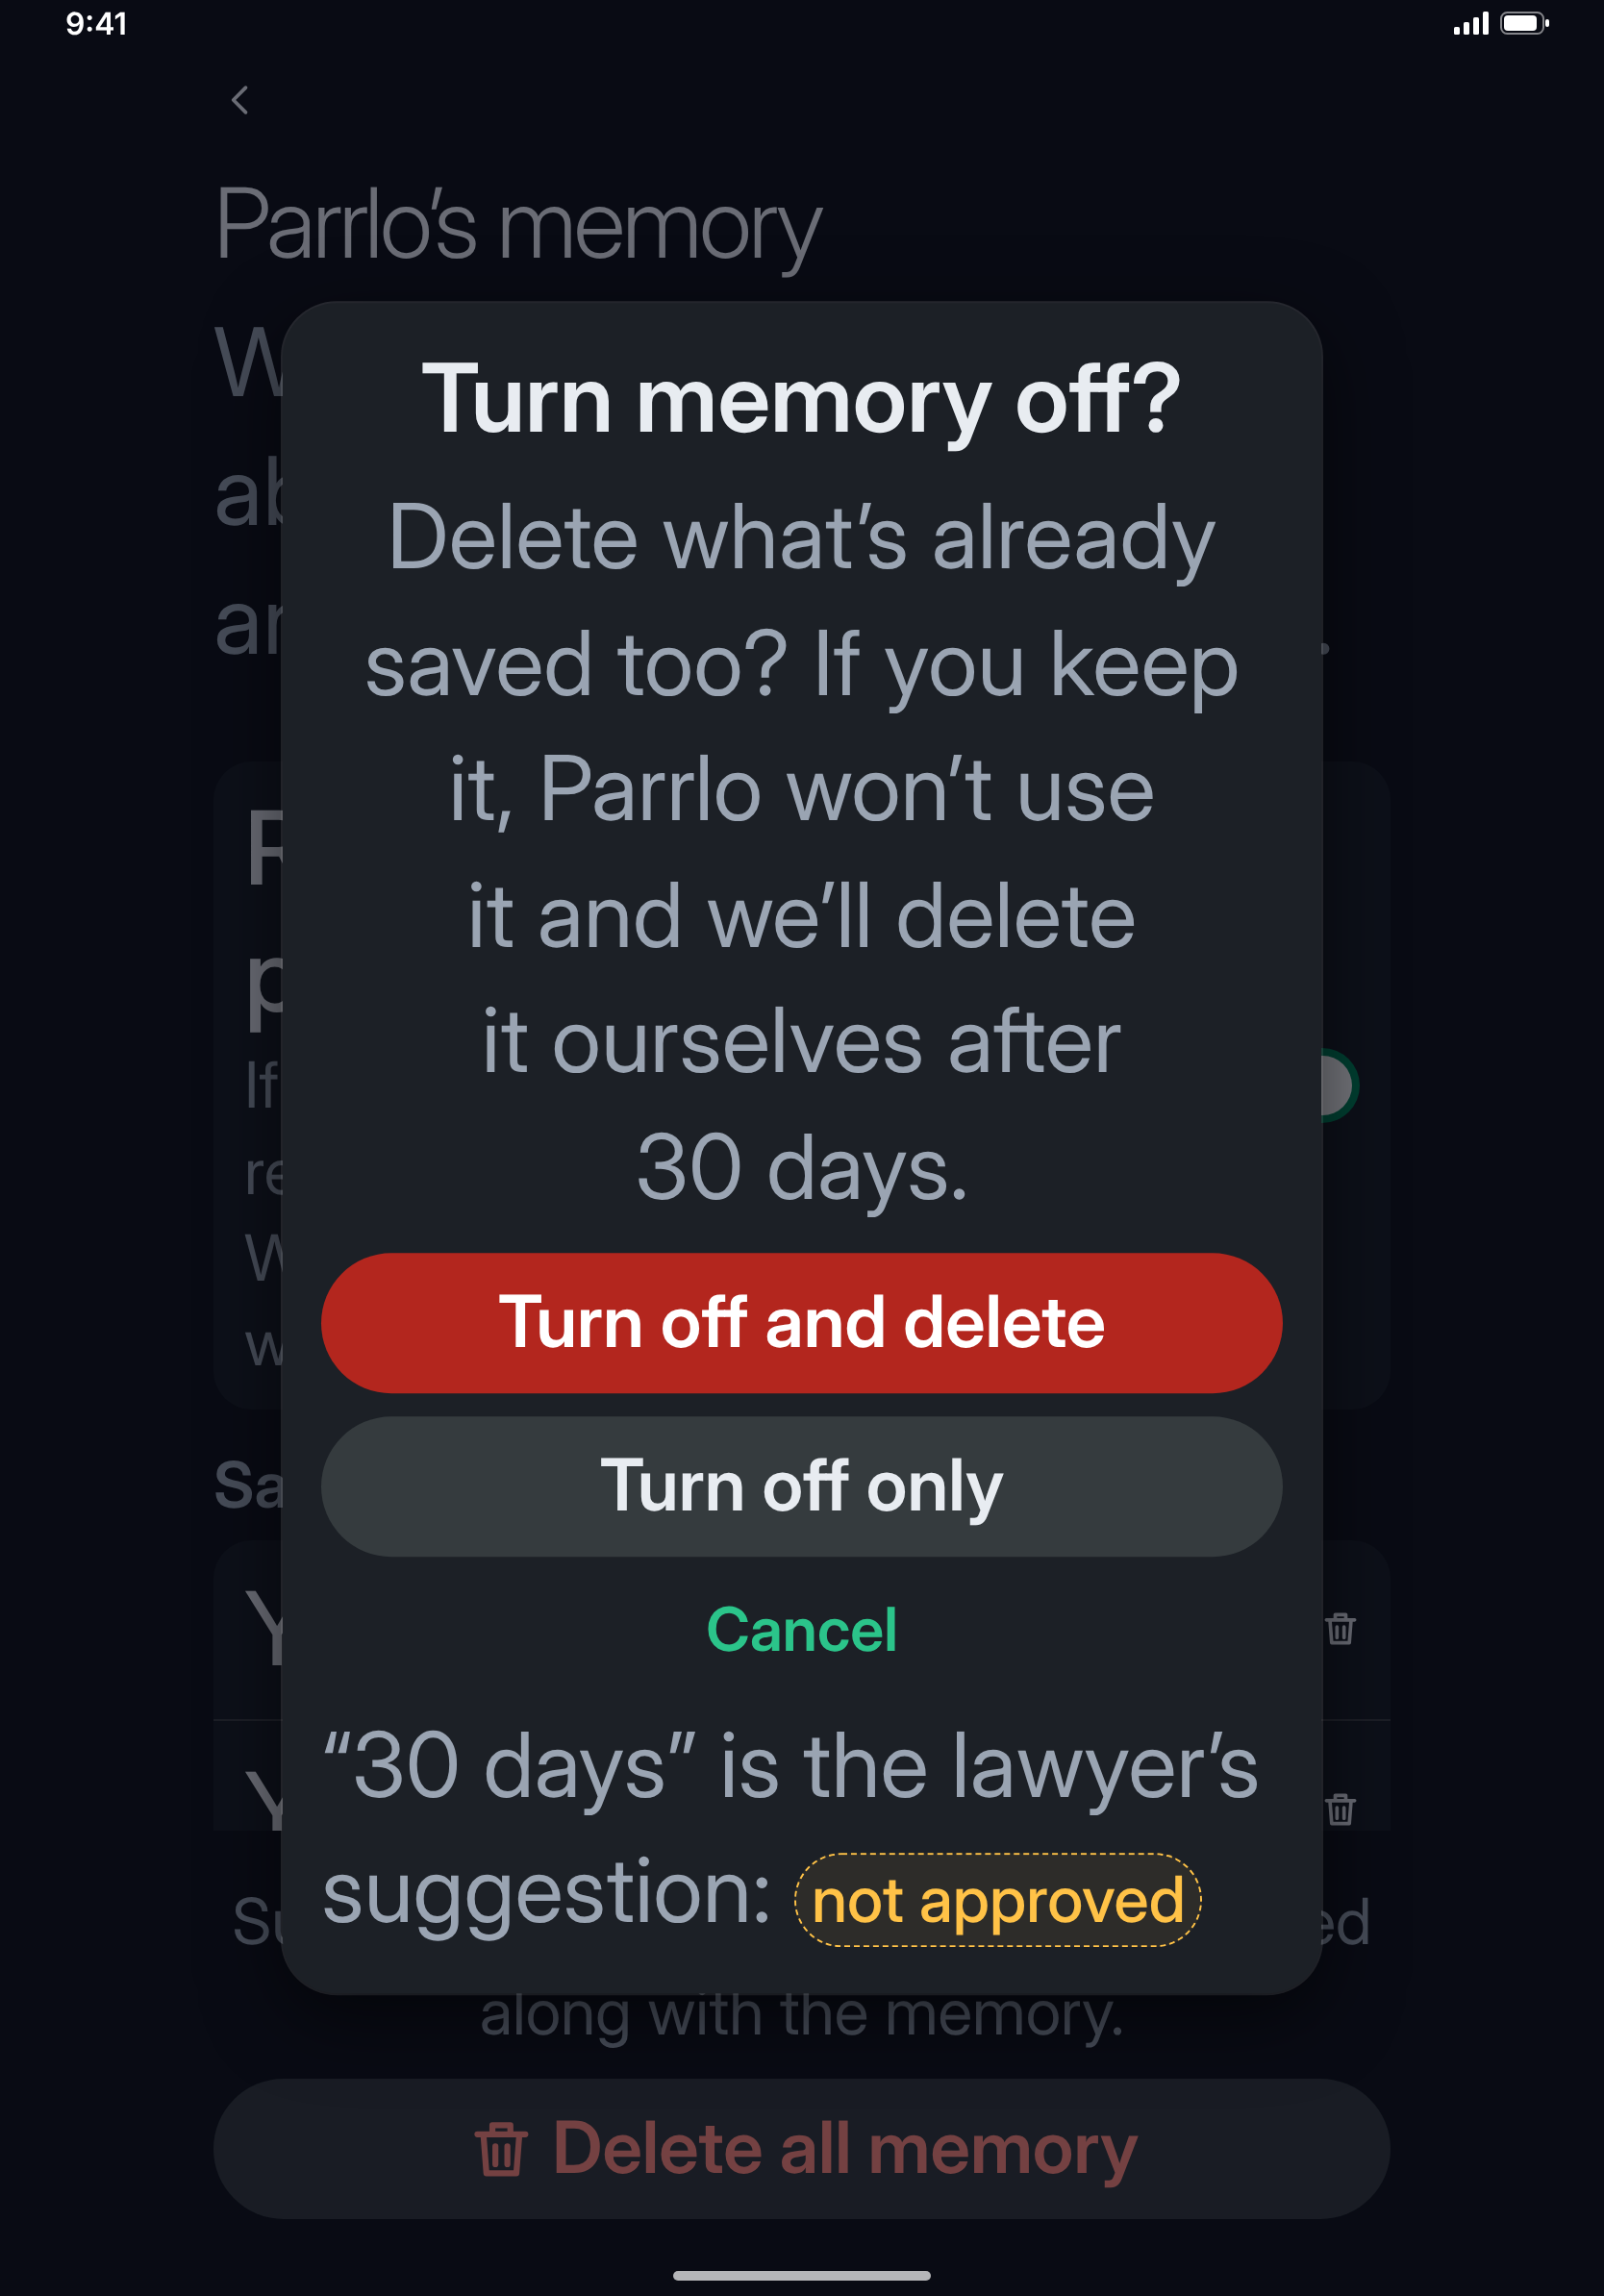 9:41
Parrlo’s memory
Turn memory off?
Delete what’s already
saved too? If you keep
it, Parrlo won’t use
it and we’ll delete
it ourselves after
30 days.
If
Turn off and delete
Turn off only
Cancel
“30 days” is the lawyer’s
suggestion: not approved
along with the memory.
Delete all memory